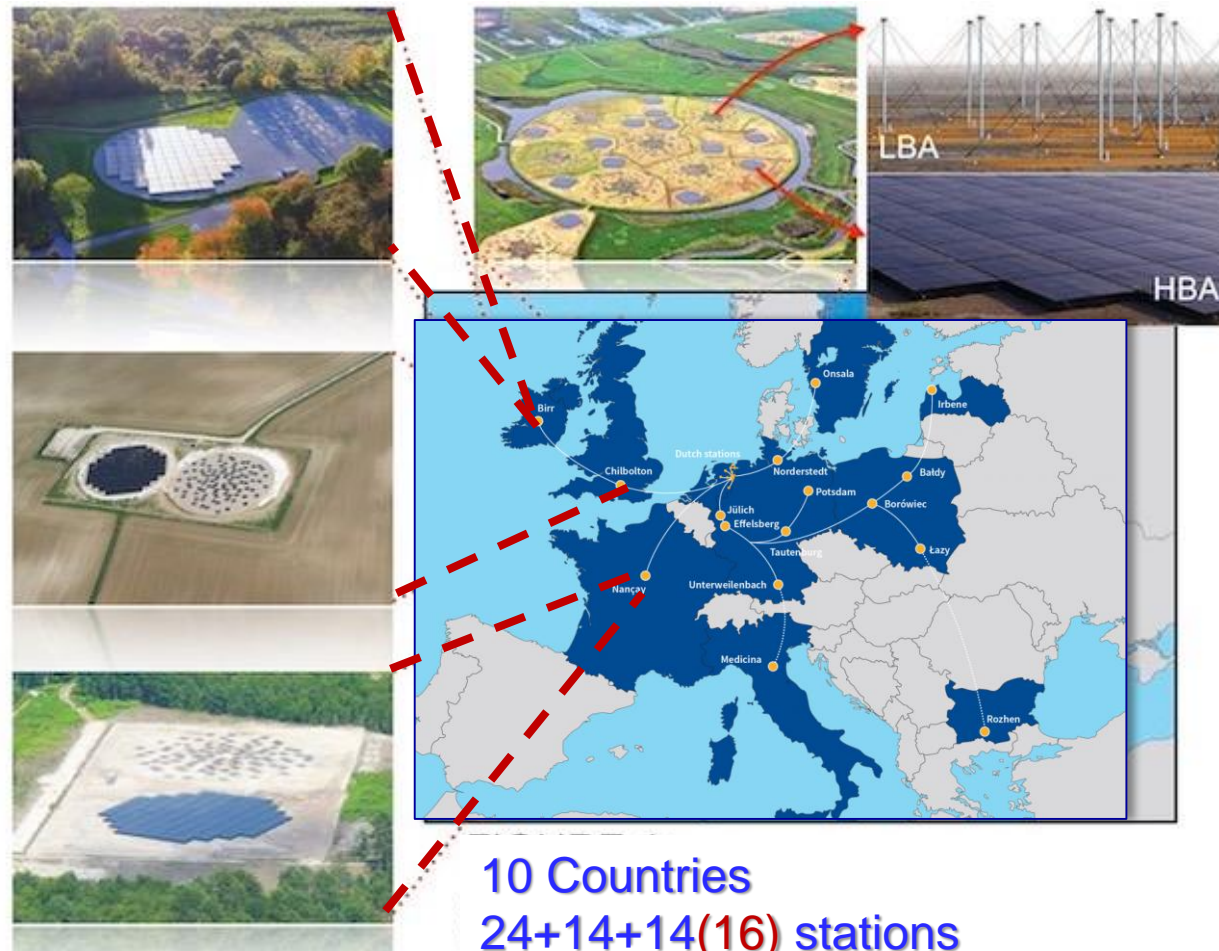 LBA
HBA
Onsala
Irbene
Birr
Dutch stations
Norderstedt
Bałdy
Chilbolton
Potsdam
Borówiec
Jülich
Effelsberg
Tautenburg
Łazy
Nançay
Unterweilenbach
Medicina
Rozhen
10 Countries
24+14+14(16) stations